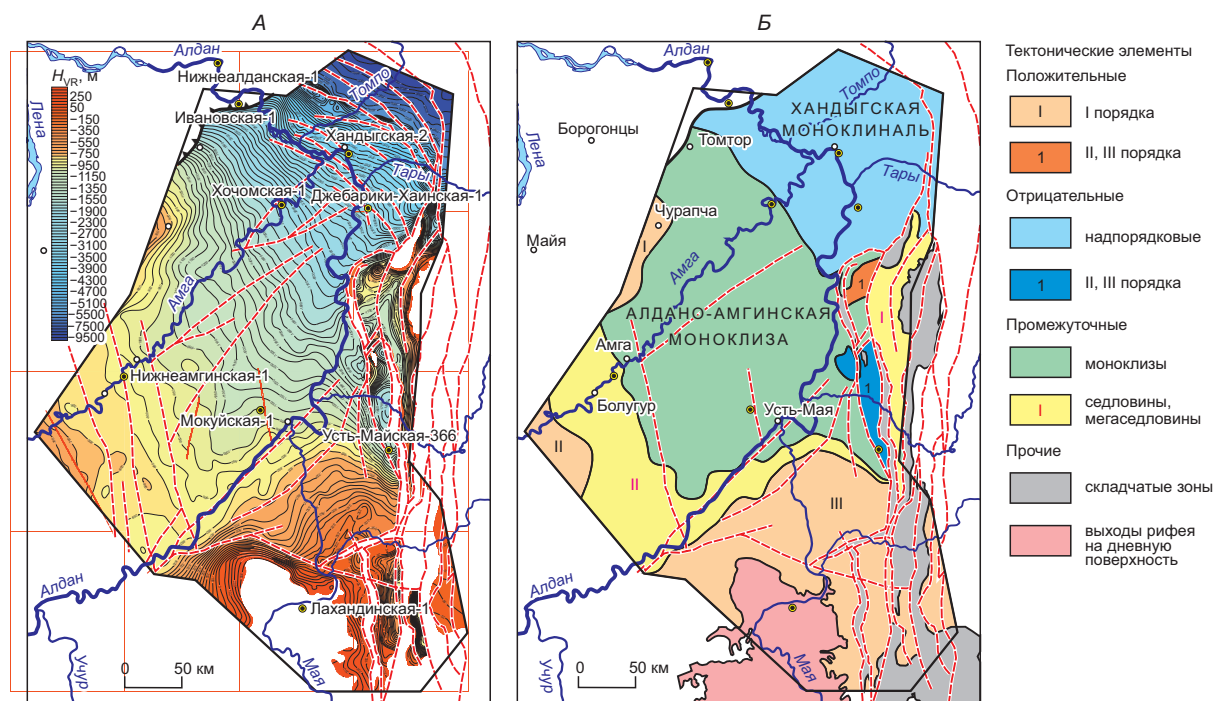 А
H_VR, м
250
50
−150
−350
−550
−750
−950
−1150
−1350
−1550
−1900
−2300
−2700
−3100
−3500
−3900
−4300
−4700
−5100
−7500
−9500
Лена
Алдан
Нижнеалданская-1
Томпо
Ивановская-1
Хандыгская-2
Тары
Хочомская-1
Джебарики-Хаинская-1
Амга
Нижнеамгинская-1
Мокуйская-1
Усть-Майская-366
Алдан
Лахандинская-1
Учур
Мая
0 50 км
Б
Алдан
Томпо
ХАНДЫГСКАЯ
МОНОКЛИНАЛЬ
Борогонцы
Томтор
Лена
Тары
Чурапча
Майя
I
Амга
1
АЛДАНО-АМГИНСКАЯ
МОНОКЛИЗА
I
Амга
1
Болугур
Усть-Мая
II
II
III
Алдан
Учур
Мая
0 50 км
Тектонические элементы
Положительные
I I порядка
1 II, III порядка
Отрицательные
надпорядковые
1 II, III порядка
Промежуточные
моноклизы
I седловины,
мегаседловины
Прочие
складчатые зоны
выходы рифея
на дневную
поверхность